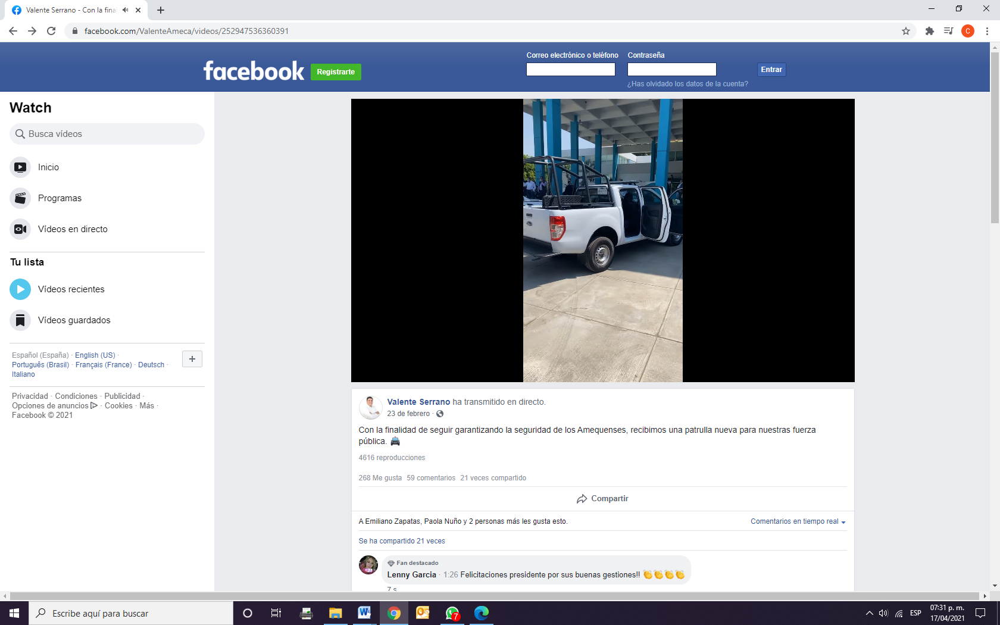 Valente Serrano - Con la fina
facebook.com/ValenteAmeca/videos/252947536360391
C
facebook
Registrarte
Correo electrónico o teléfono
Contraseña
Entrar
¿Has olvidado los datos de la cuenta?
Watch
Busca vídeos
Inicio
Programas
Vídeos en directo
Tu lista
Vídeos recientes
Vídeos guardados
Español (España) · English (US) ·
Português (Brasil) · Français (France) · Deutsch ·
Italiano
Privacidad · Condiciones · Publicidad ·
Opciones de anuncios · Cookies · Más ·
Facebook © 2021
Valente Serrano ha transmitido en directo.
23 de febrero ·
Con la finalidad de seguir garantizando la seguridad de los Amequenses, recibimos una patrulla nueva para nuestras fuerza
pública. 🚔
4616 reproducciones
268 Me gusta 59 comentarios 21 veces compartido
Compartir
A Emiliano Zapatas, Paola Nuño y 2 personas más les gusta esto.
Comentarios en tiempo real
Se ha compartido 21 veces
Fan destacado
Lenny Garcia · 1:26 Felicitaciones presidente por sus buenas gestiones!! 👏👏👏👏
7 s
Escribe aquí para buscar
7
ESP
07:31 p. m.
17/04/2021